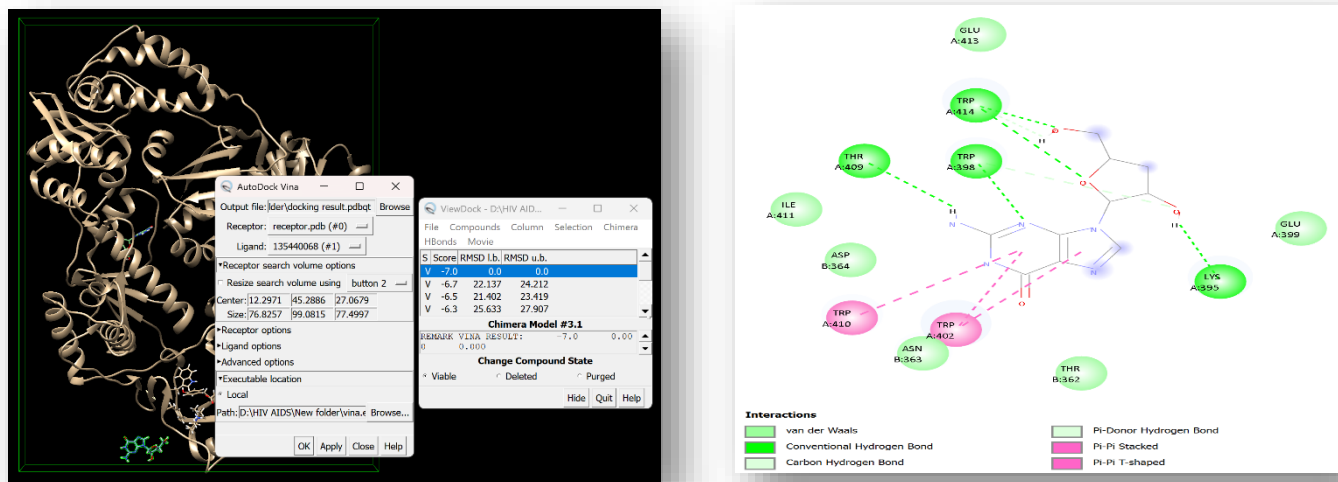 AutoDock Vina
Output file: lder\docking result.pdbqt Browse
Receptor: receptor.pdb (#0)
Ligand: 135440068 (#1)
Receptor search volume options
Resize search volume using button 2
Center: 12.2971 45.2886 27.0679
Size: 76.8257 99.0815 77.4997
Receptor options
Ligand options
Advanced options
Executable location
Local
Path: D:\HIV AIDS\New folder\vina.e Browse...
OK Apply Close Help
ViewDock - D:\HIV AID...
File Compounds Column Selection Chimera
HBonds Movie
S Score RMSD l.b. RMSD u.b.
V -7.0 0.0 0.0
V -6.7 22.137 24.212
V -6.5 21.402 23.419
V -6.3 25.633 27.907
Chimera Model #3.1
REMARK VINA RESULT: -7.0 0.00
0 0.000
Change Compound State
Viable Deleted Purged
Hide Quit Help
GLU
A:413
TRP
A:414
THR
A:409
TRP
A:398
ILE
A:411
ASP
B:364
GLU
A:399
LYS
A:395
TRP
A:410
TRP
A:402
ASN
B:363
THR
B:362
O
H
O
O
H
H
N
N
N
N
N
O
Interactions
van der Waals
Conventional Hydrogen Bond
Carbon Hydrogen Bond
Pi-Donor Hydrogen Bond
Pi-Pi Stacked
Pi-Pi T-shaped